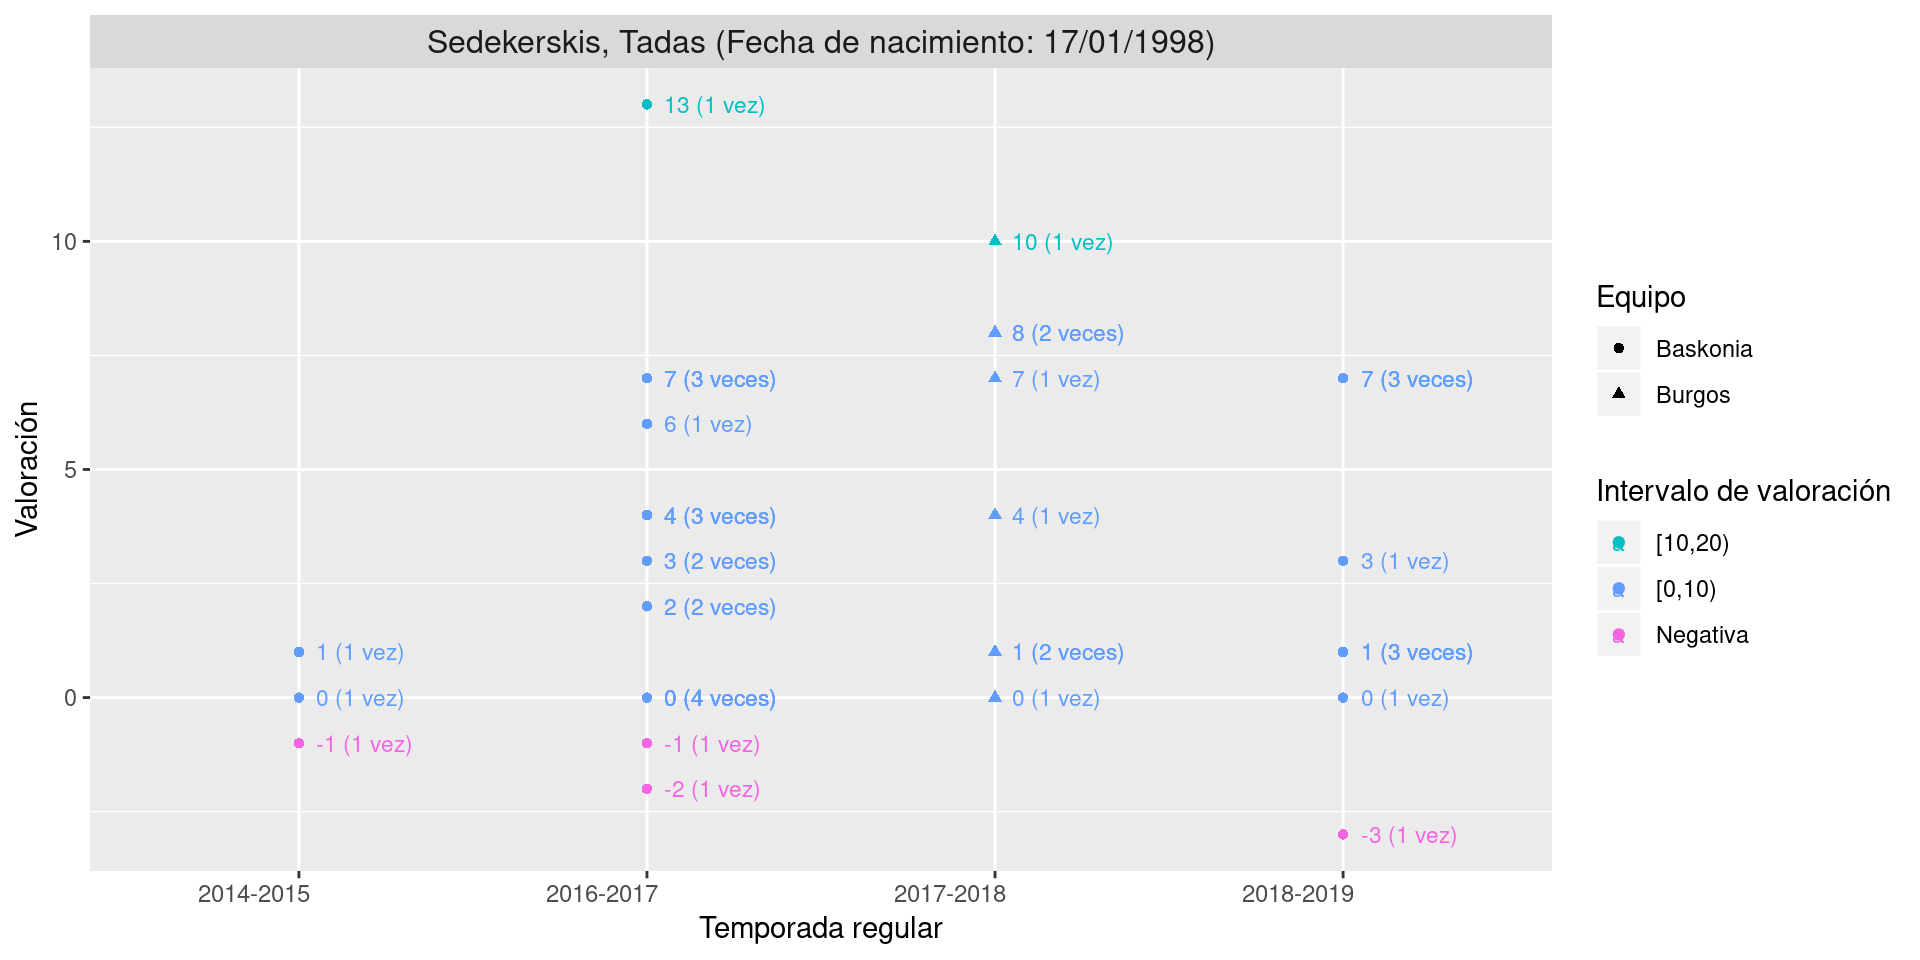 Sedekerskis, Tadas (Fecha de nacimiento: 17/01/1998)
13 (1 vez)
10
10 (1 vez)
8 (2 veces)
7 (3 veces)
7 (1 vez)
7 (3 veces)
6 (1 vez)
5
4 (3 veces)
4 (1 vez)
3 (2 veces)
3 (1 vez)
2 (2 veces)
1 (1 vez)
1 (2 veces)
1 (3 veces)
0
0 (1 vez)
0 (4 veces)
0 (1 vez)
0 (1 vez)
-1 (1 vez)
-1 (1 vez)
-2 (1 vez)
-3 (1 vez)
Valoración
2014-2015
2016-2017
2017-2018
2018-2019
Temporada regular
Equipo
Baskonia
Burgos
Intervalo de valoración
[10,20)
[0,10)
Negativa